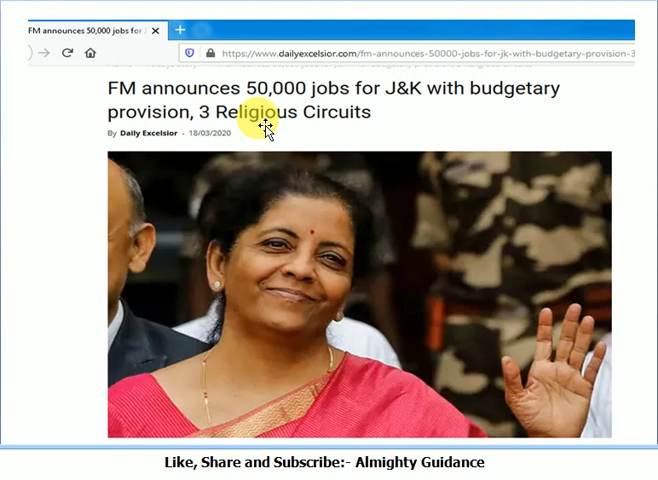 FM announces 50,000 jobs for J
https://www.dailyexcelsior.com/fm-announces-50000-jobs-for-jk-with-budgetary-provision-3
FM announces 50,000 jobs for J&K with budgetary
provision, 3 Religious Circuits
By Daily Excelsior - 18/03/2020
Like, Share and Subscribe:- Almighty Guidance